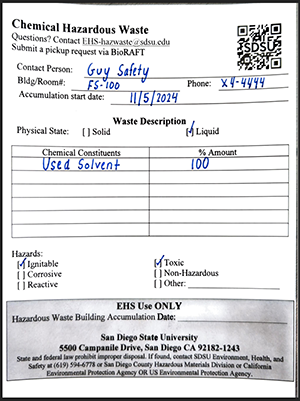 Chemical Hazardous Waste
Questions? Contact EHS-hazwaste@sdsu.edu
Submit a pickup request via BioRAFT
SDSU
Contact Person: Guy Safety
Bldg/Room#: FS-100 Phone: X4-4444
Accumulation start date: 11/5/2024
Waste Description
Physical State: [ ] Solid [✓] Liquid
Chemical Constituents % Amount
Used Solvent 100
Hazards:
[✓] Ignitable [✓] Toxic
[ ] Corrosive [ ] Non-Hazardous
[ ] Reactive [ ] Other:
EHS Use ONLY
Hazardous Waste Building Accumulation Date:
San Diego State University
5500 Campanile Drive, San Diego CA 92182-1243
State and federal law prohibit improper disposal. If found, contact SDSU Environment, Health, and
Safety at (619) 594-6778 or San Diego County Hazardous Materials Division or California
Environmental Protection Agency OR US Environmental Protection Agency.